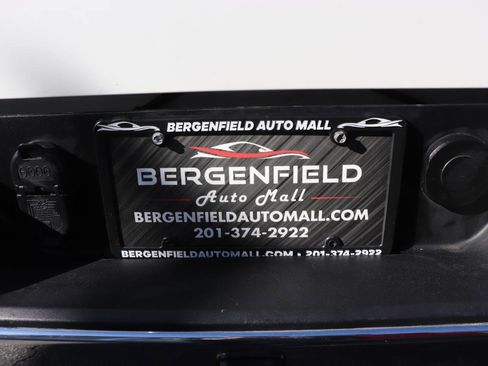 BERGENFIELD AUTO MALL
BERGENFIELD
Auto Mall
BERGENFIELDAUTOMALL.COM
201-374-2922
BERGENFIELDAUTOMALL.COM • 201-374-2922